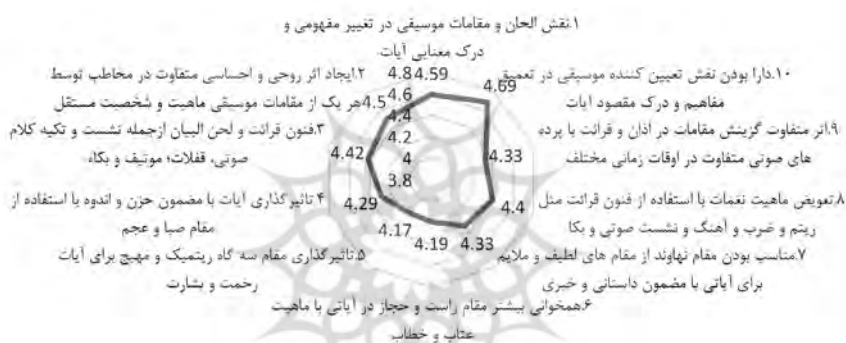 ۱.نقش الحان و مقامات موسیقی در تغییر مفهومی و
درک معنایی آیات
۱۰.دارا بودن نقش تعیین کننده موسیقی در تعمیق
مفاهیم و درک مقصود آیات
۹.اثر متفاوت گزینش مقامات در اذان و قرائت با پرده
های صوتی متفاوت در اوقات زمانی مختلف
۸.تعویض ماهیت نغمات با استفاده از فنون قرائت مثل
ریتم و ضرب و آهنگ و نشست صوتی و بکا
۷.مناسب بودن مقام نهاوند از مقام های لطیف و ملایم
برای آیاتی با مضمون داستانی و خبری
۶.همخوانی بیشتر مقام راست و حجاز در آیاتی با ماهیت
عتاب و خطاب
۲.ایجاد اثر روحی و احساسی متفاوت در مخاطب توسط
هر یک از مقامات موسیقی ماهیت و شخصیت مستقل
۳.فنون قرائت و لحن البیان ازجمله نشست و تکیه کلام
صوتی، قفلات؛ موتیف و بکاء
۴ تاثیرگذاری آیات با مضمون حزن و اندوه با استفاده از
مقام صبا و عجم
۵.تاثیرگذاری مقام سه گاه ریتمیک و مهیج برای آیات
رحمت و بشارت
4.8
4.6
4.4
4.2
4
3.8
4.59
4.69
4.33
4.4
4.33
4.19
4.17
4.29
4.42
4.5